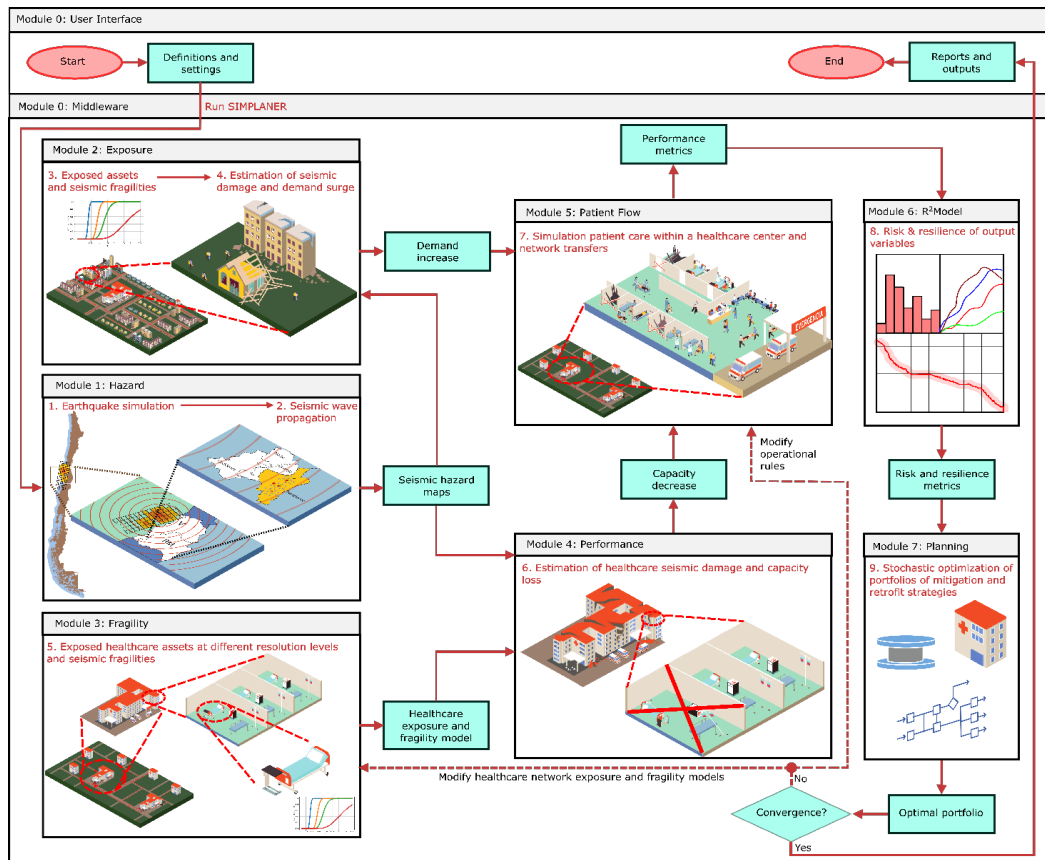 Module 0: User Interface
Start
Definitions and
settings
End
Reports and
outputs
Module 0: Middleware
Run SIMPLANER
Module 2: Exposure
3. Exposed assets
and seismic fragilities
4. Estimation of seismic
damage and demand surge
Demand
increase
Performance
metrics
Module 5: Patient Flow
7. Simulation patient care within a healthcare center and
network transfers
EMERGENCIA
Module 6: R²Model
8. Risk & resilience of output
variables
Module 1: Hazard
1. Earthquake simulation
2. Seismic wave
propagation
Seismic hazard
maps
Capacity
decrease
Modify
operational
rules
Risk and resilience
metrics
Module 4: Performance
6. Estimation of healthcare seismic damage and capacity
loss
Module 7: Planning
9. Stochastic optimization of
portfolios of mitigation and
retrofit strategies
Module 3: Fragility
5. Exposed healthcare assets at different resolution levels
and seismic fragilities
Healthcare
exposure and
fragility model
Modify healthcare network exposure and fragility models
No
Convergence?
Yes
Optimal portfolio